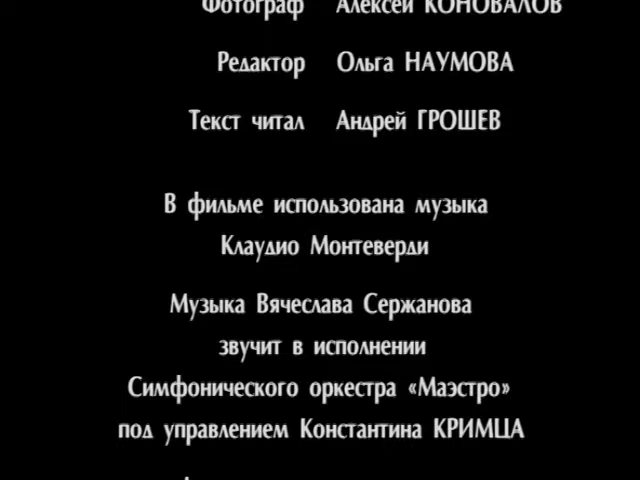 Фотограф Алексей КОНОВАЛОВ
Редактор Ольга НАУМОВА
Текст читал Андрей ГРОШЕВ
В фильме использована музыка
Клаудио Монтеверди
Музыка Вячеслава Сержанова
звучит в исполнении
Симфонического оркестра «Маэстро»
под управлением Константина КРИМЦА